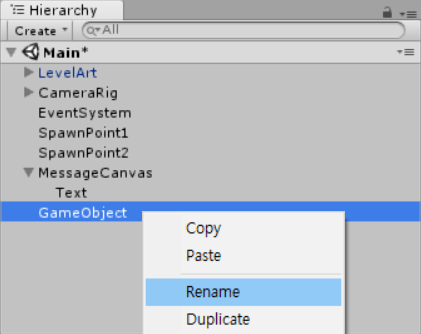 Hierarchy
Create All
Main*
LevelArt
CameraRig
EventSystem
SpawnPoint1
SpawnPoint2
MessageCanvas
Text
GameObject
Copy
Paste
Rename
Duplicate